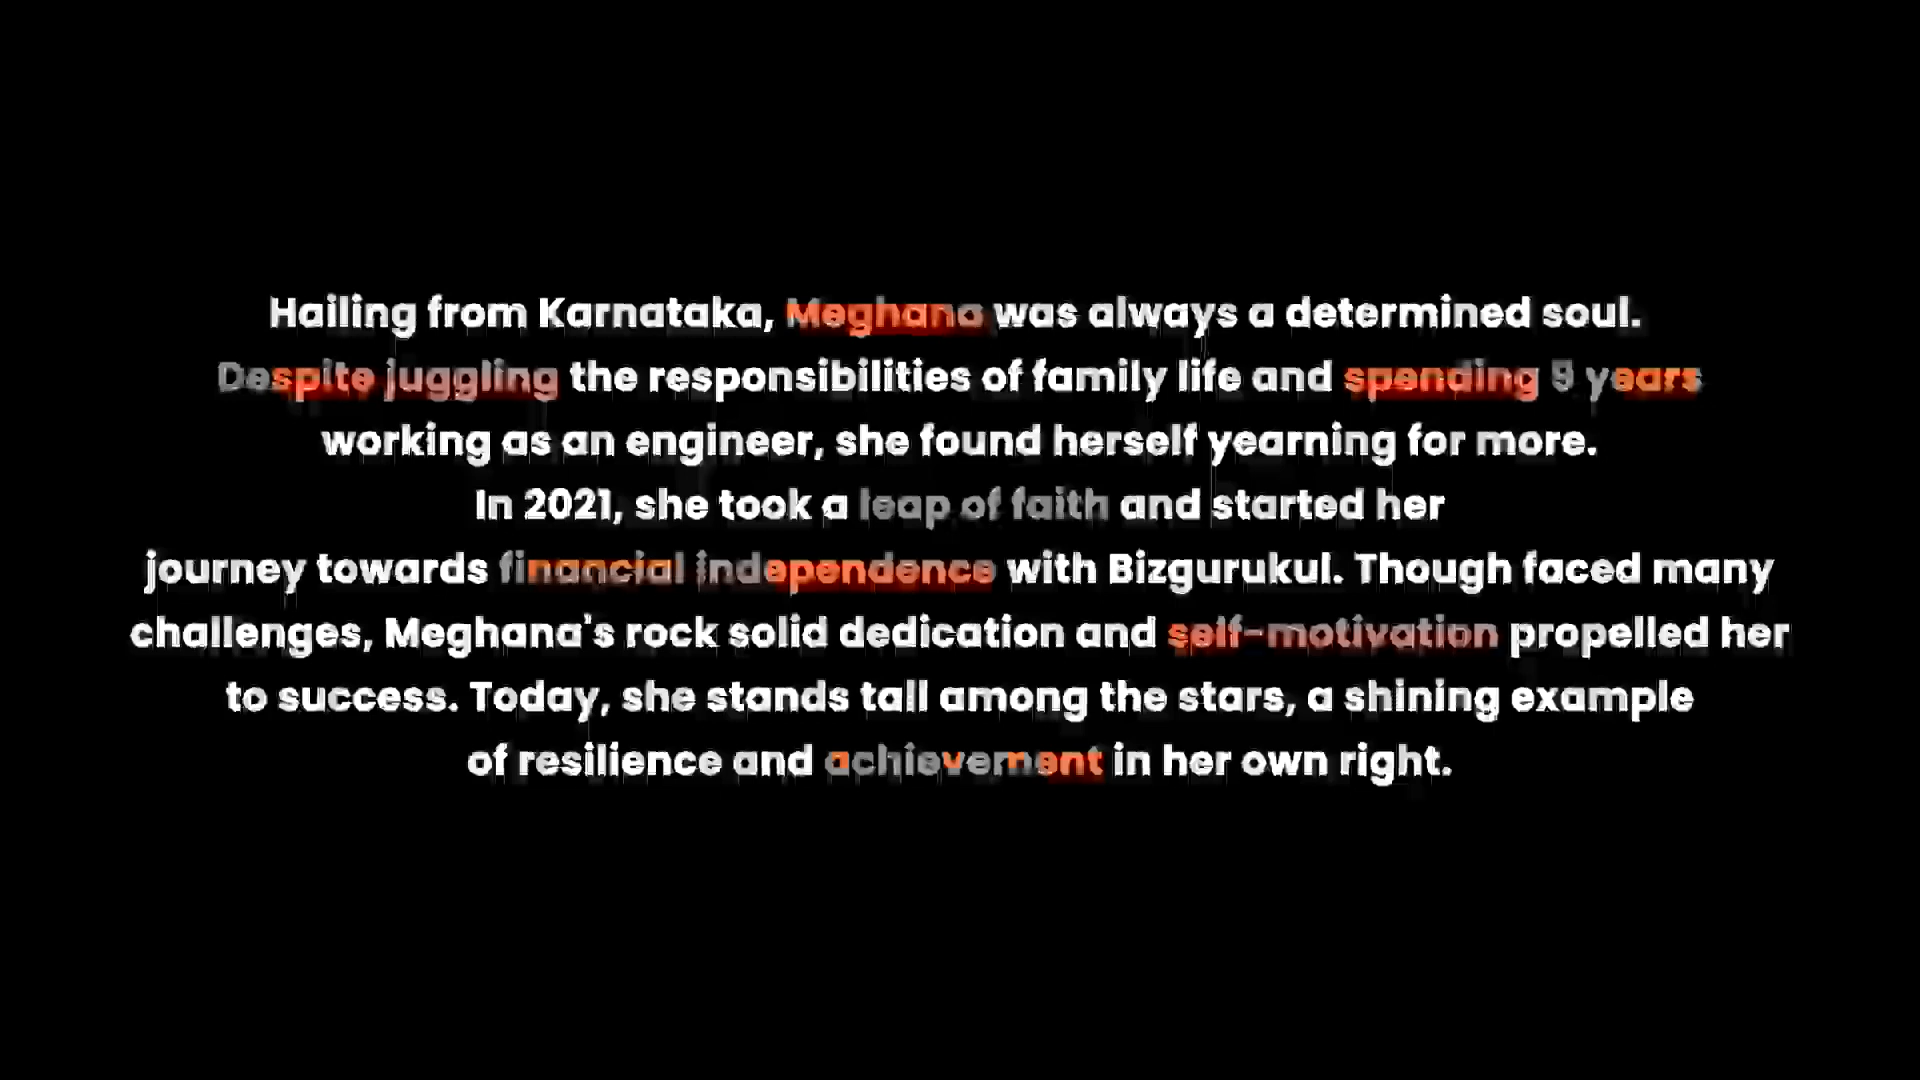 Hailing from Karnataka, Meghana was always a determined soul.
Despite juggling the responsibilities of family life and spending 9 years
working as an engineer, she found herself yearning for more.
In 2021, she took a leap of faith and started her
journey towards financial independence with Bizgurukul. Though faced many
challenges, Meghana's rock solid dedication and self-motivation propelled her
to success. Today, she stands tall among the stars, a shining example
of resilience and achievement in her own right.